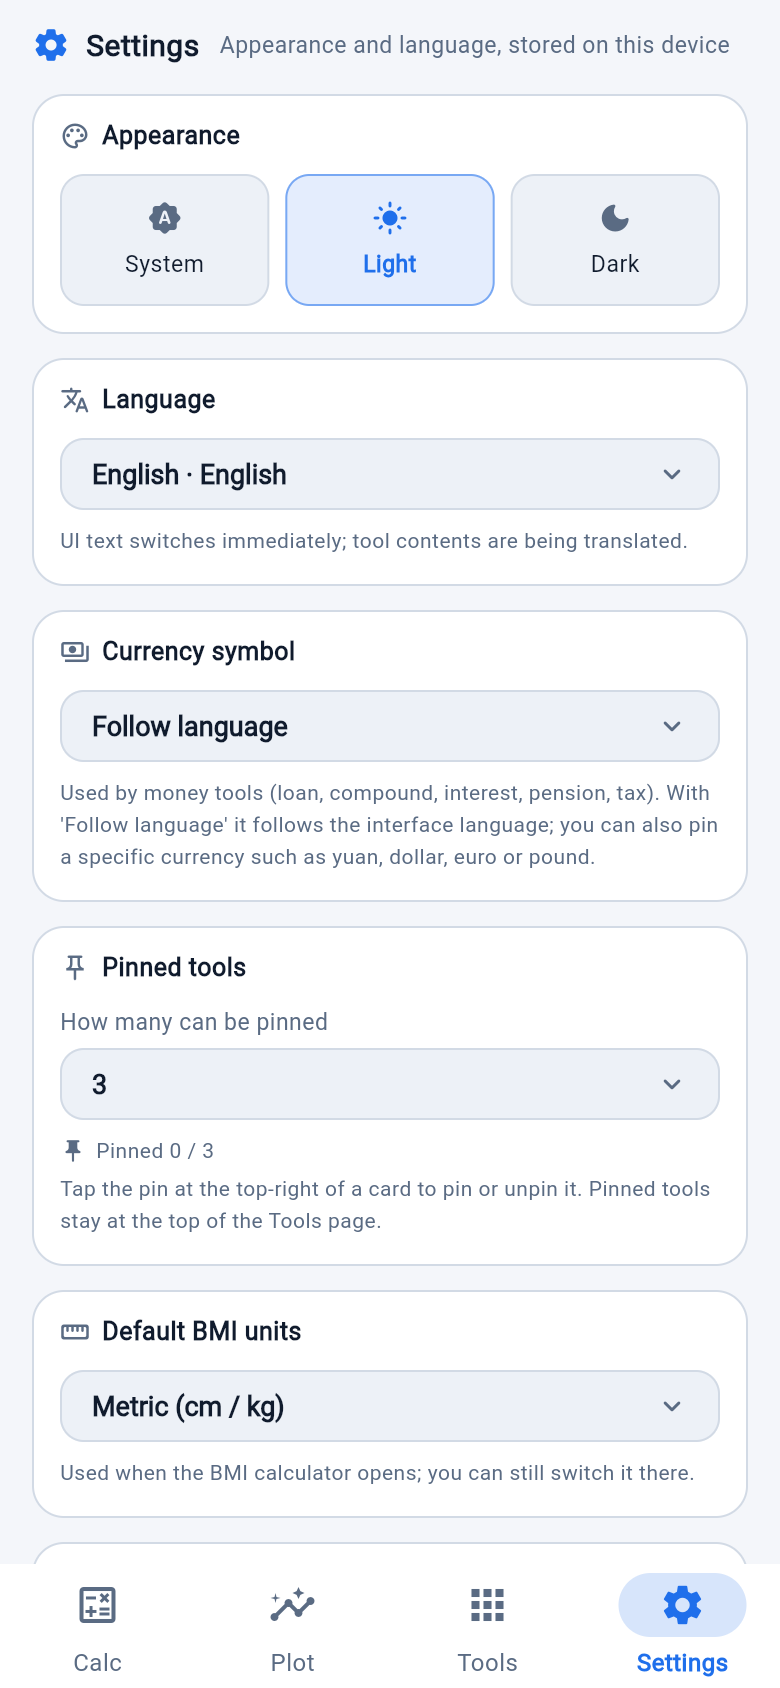 Settings Appearance and language, stored on this device
Appearance
System
Light
Dark
Language
English · English
UI text switches immediately; tool contents are being translated.
Currency symbol
Follow language
Used by money tools (loan, compound, interest, pension, tax). With
'Follow language' it follows the interface language; you can also pin
a specific currency such as yuan, dollar, euro or pound.
Pinned tools
How many can be pinned
3
Pinned 0 / 3
Tap the pin at the top-right of a card to pin or unpin it. Pinned tools
stay at the top of the Tools page.
Default BMI units
Metric (cm / kg)
Used when the BMI calculator opens; you can still switch it there.
Calc
Plot
Tools
Settings